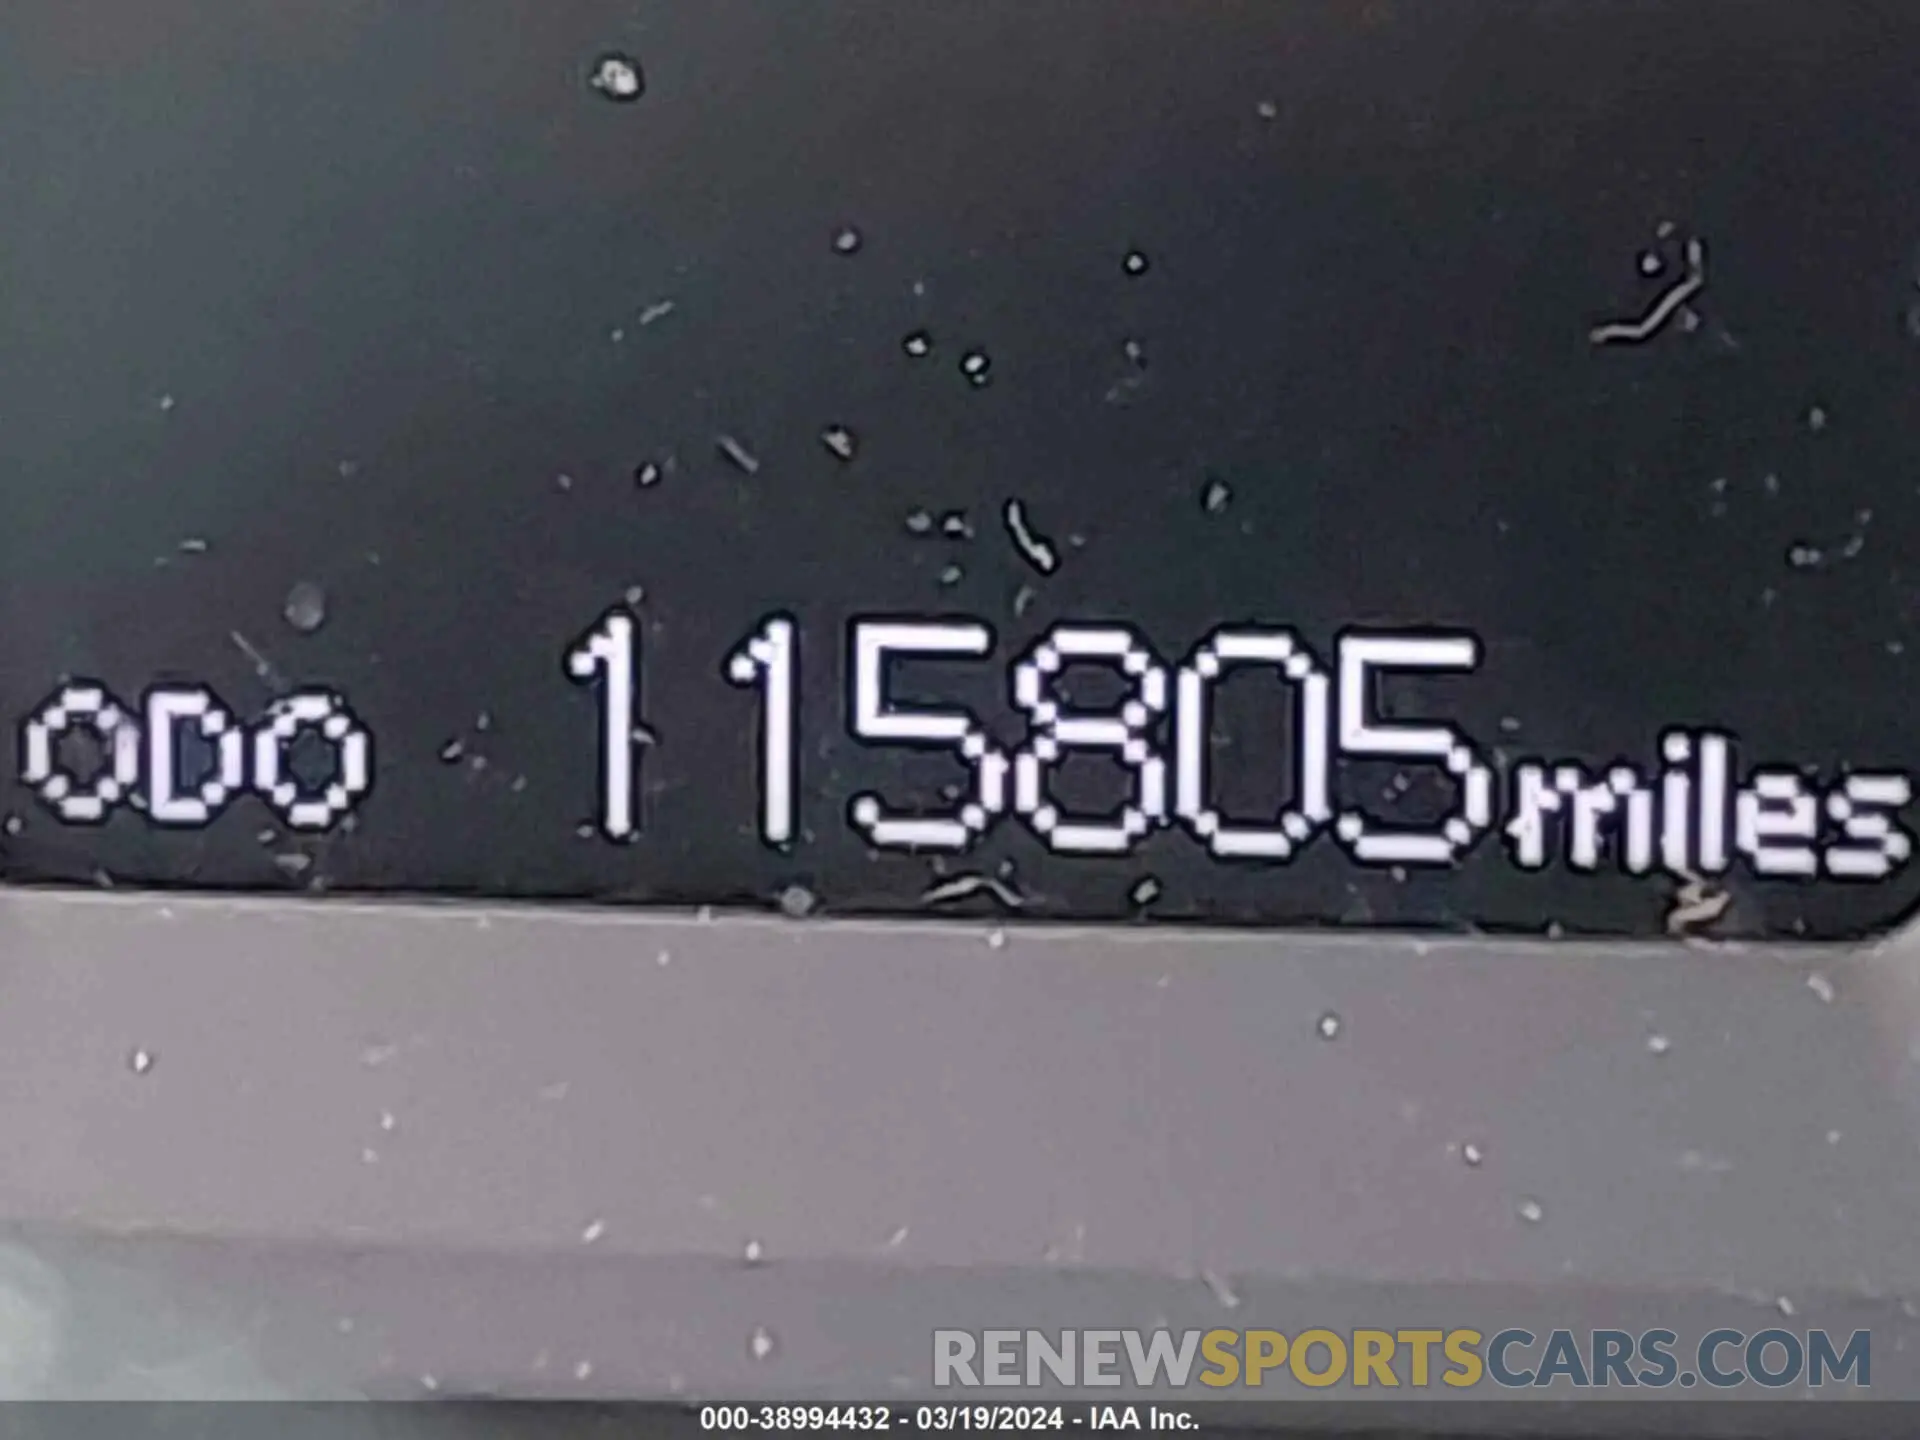 ODO 115805 miles
RENEWSPORTSCARS.COM
000-38994432 - 03/19/2024 - IAA Inc.